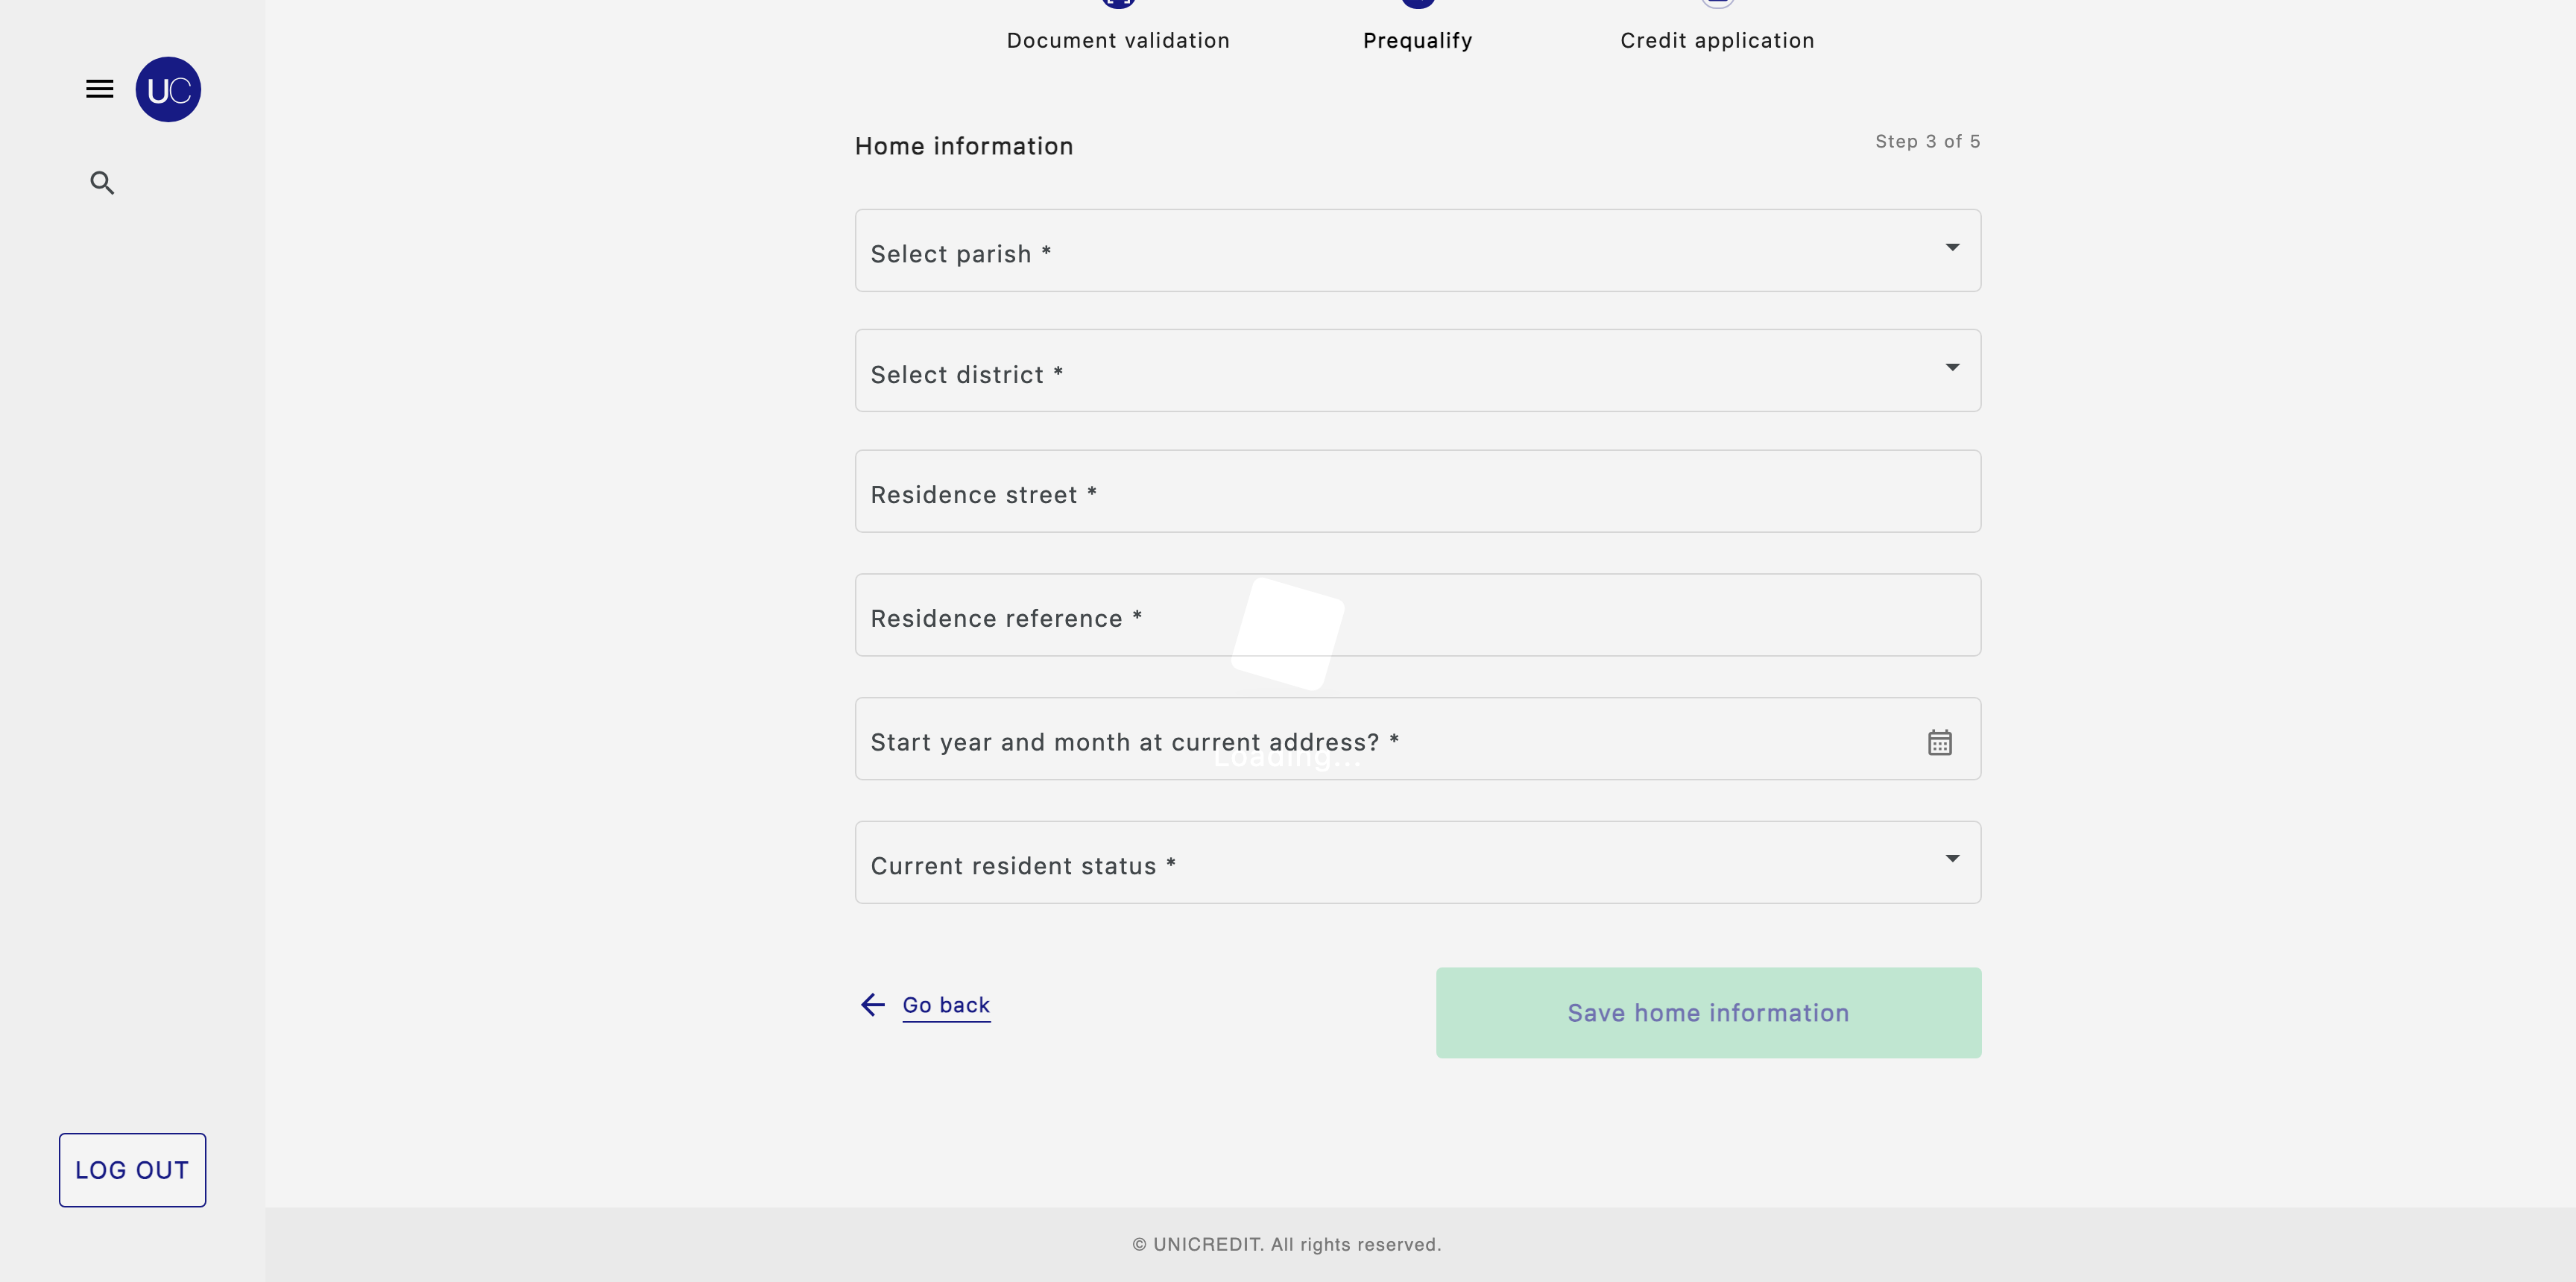 Document validation
Prequalify
Credit application
UC
Home information
Step 3 of 5
Select parish *
Select district *
Residence street *
Residence reference *
Start year and month at current address? *
Loading...
Current resident status *
Go back
Save home information
LOG OUT
© UNICREDIT. All rights reserved.